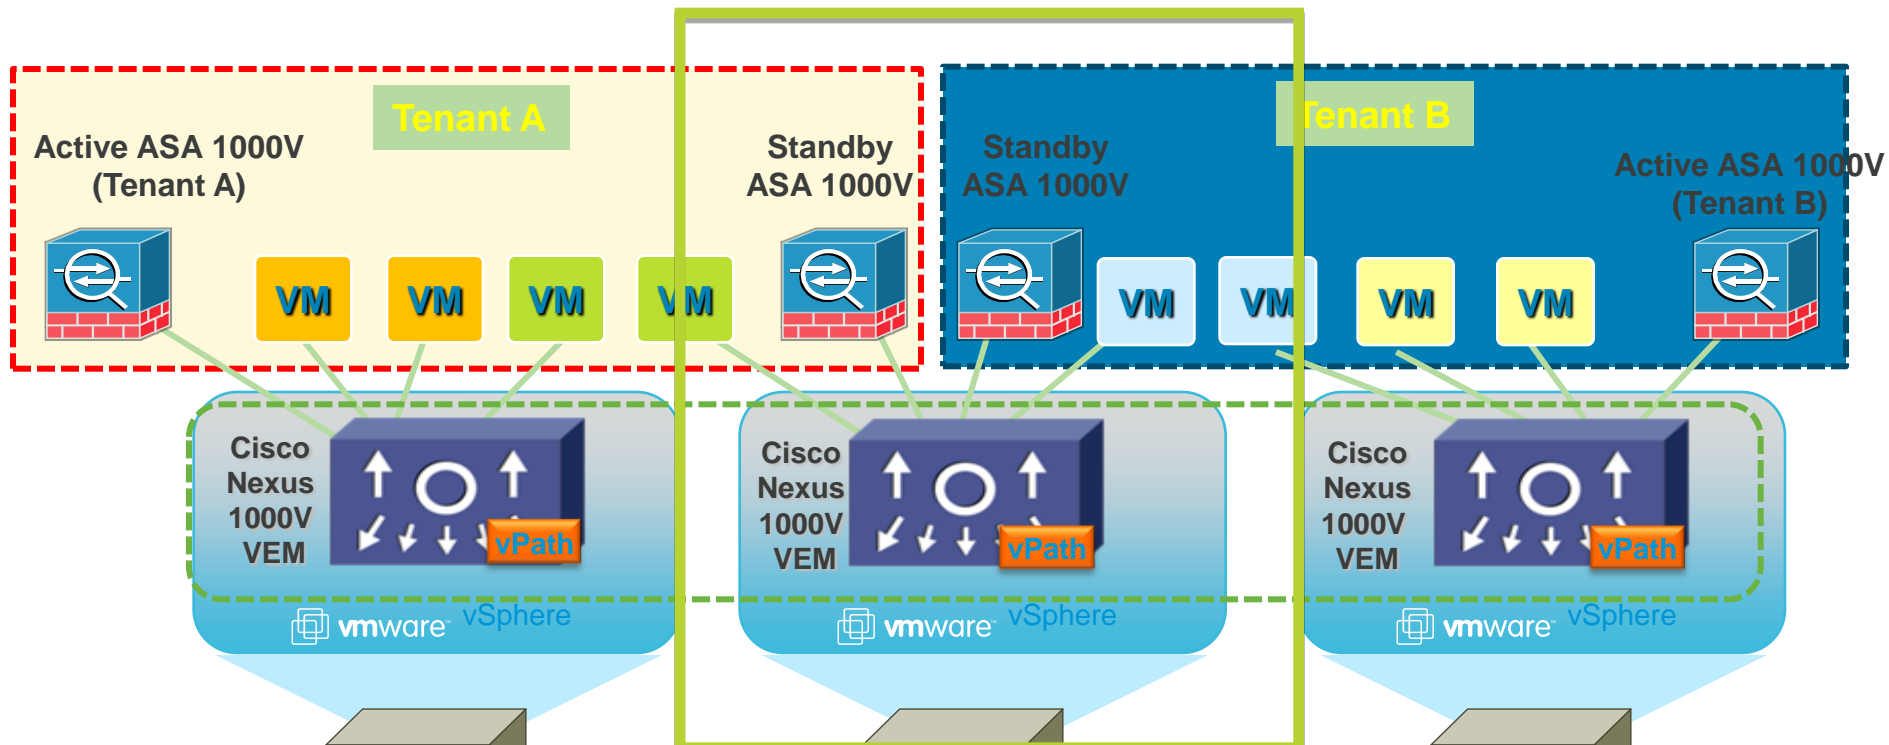 Tenant A
Tenant B
Active ASA 1000V
(Tenant A)
Standby
ASA 1000V
Standby
ASA 1000V
Active ASA 1000V
(Tenant B)
VM
VM
VM
VM
VM
VM
VM
VM
Cisco
Nexus
1000V
VEM
vPath
Cisco
Nexus
1000V
VEM
vPath
Cisco
Nexus
1000V
VEM
vPath
vmware vSphere
vmware vSphere
vmware vSphere